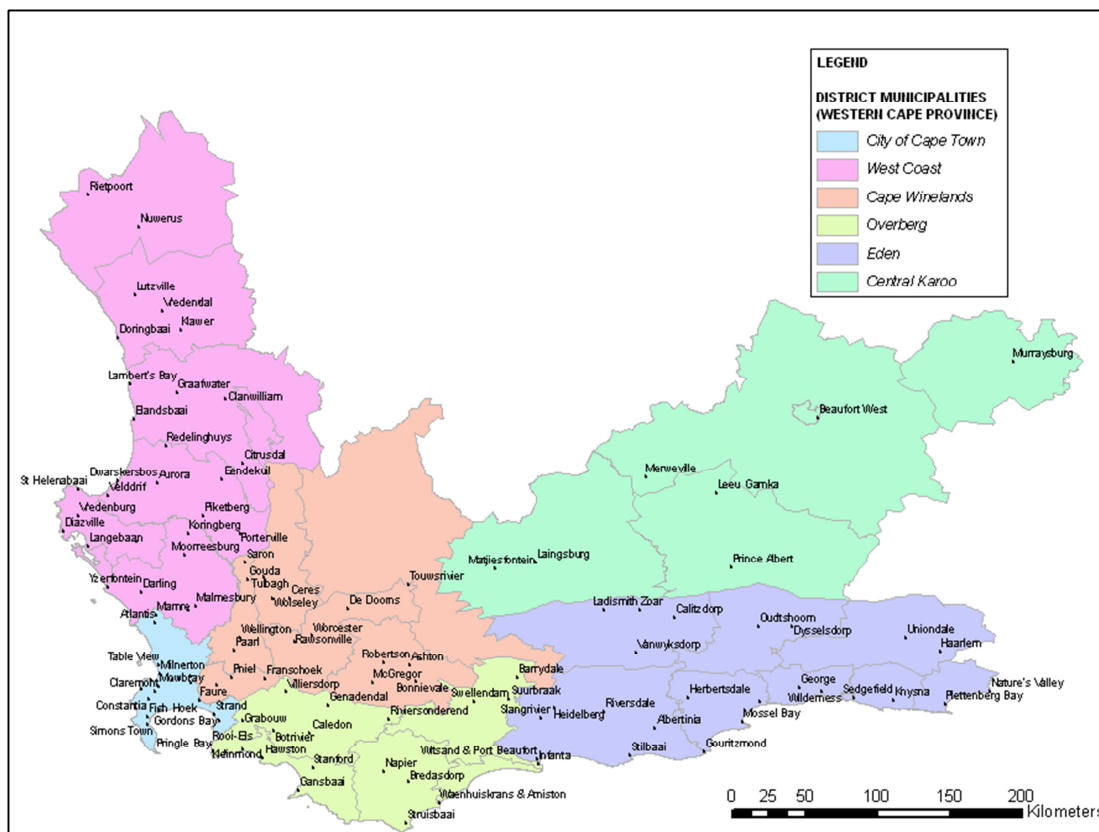 LEGEND
DISTRICT MUNICIPALITIES
(WESTERN CAPE PROVINCE)
City of Cape Town
West Coast
Cape Winelands
Overberg
Eden
Central Karoo
Rietpoort
Nuwerus
Lutzville
Vredendal
Klawer
Doringbaai
Lambert's Bay
Graafwater
Clanwilliam
Elandsbaai
Redelinghuys
Citrusdal
Dwarskersbos
Aurora
Eendekuil
St Helenabaai
Velddrif
Vredenburg
Piketberg
Diazville
Koringberg
Porterville
Langebaan
Moorreesburg
Saron
Gouda
Yzerfontein
Darling
Tulbagh
Ceres
Touwsrivier
Wolseley
Mamre
Malmesbury
De Dooms
Atlantis
Wellington
Worcester
Rawsonville
Paarl
Table View
Milnerton
Robertson
Ashton
Mowbray
Pniel
Franschoek
McGregor
Barrydale
Claremont
Villiersdorp
Bonnievale
Faure
Genadendal
Swellendam
Suurbraak
Constantia
Fish Hoek
Strand
Slangrivier
Heidelberg
Gordons Bay
Grabouw
Caledon
Riviersonderend
Simons Town
Rooi-Els
Botrivier
Pringle Bay
Hawston
Kleinmond
Stanford
Witsand & Port Beaufort
Infanta
Napier
Gansbaai
Bredasdorp
Waenhuiskrans & Arniston
Struisbaai
Murraysburg
Beaufort West
Merweville
Leeu Gamka
Matjiesfontein
Laingsburg
Prince Albert
Ladismith
Zoar
Calitzdorp
Oudtshoorn
Dysselsdorp
Uniondale
Vanwyksdorp
Haarlem
Nature's Valley
Herbertsdale
George
Wilderness
Sedgefield
Knysna
Plettenberg Bay
Riversdale
Albertinia
Mossel Bay
Stilbaai
Gouritzmond
0 25 50 100 150 200
Kilometers